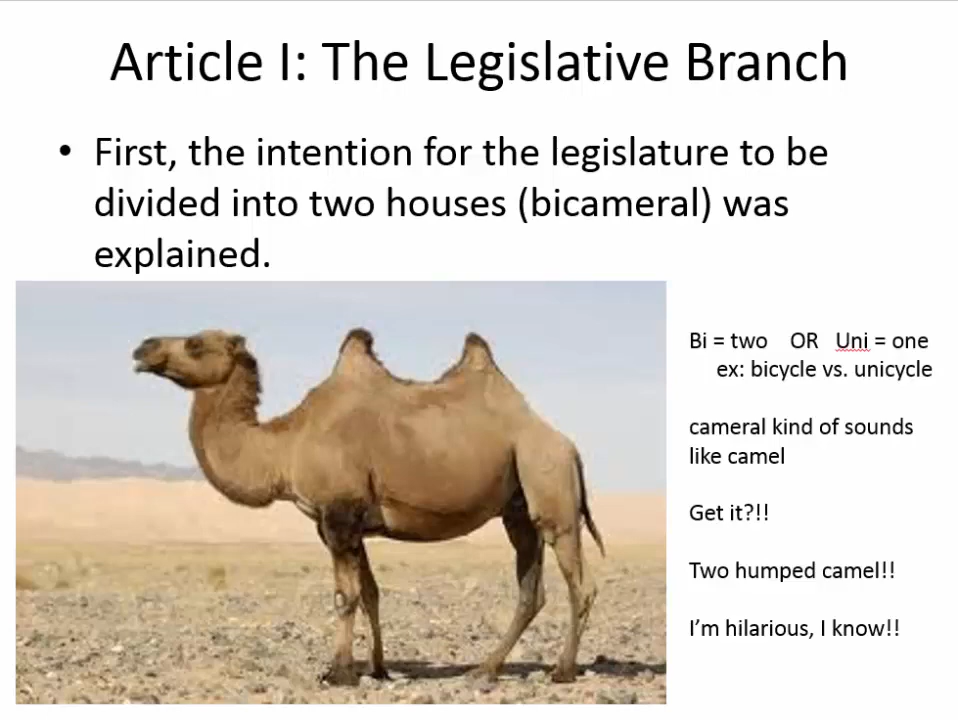 Article I: The Legislative Branch
• First, the intention for the legislature to be
divided into two houses (bicameral) was
explained.
Bi = two OR Uni = one
ex: bicycle vs. unicycle
cameral kind of sounds
like camel
Get it?!!
Two humped camel!!
I'm hilarious, I know!!